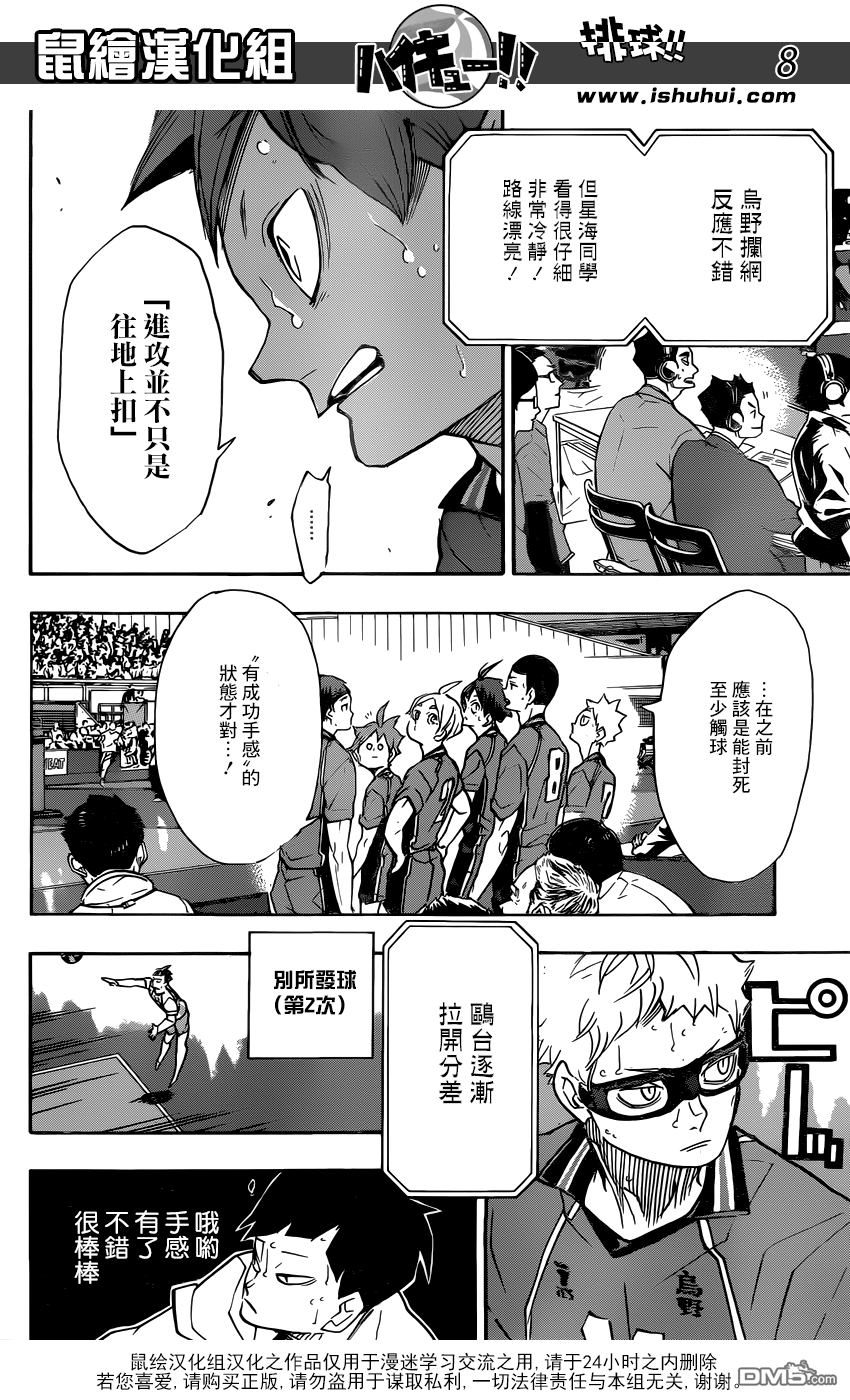 鼠繪漢化組
ハイキュー!!
排球!!
8
www.ishuhui.com
烏野攔網
反應不錯
但星海同學
看得很仔細
非常冷靜！
路線漂亮！
「進攻並不只是
往地上扣」
……
…在之前
應該是能封死
至少觸球
〝有成功手感〞的
狀態才對…！
8
2
ピーーッ
烏野
鷗台逐漸
拉開分差
別所發球
（第2次）
哦喲
手感
有了
不錯
很棒棒
鼠绘汉化组汉化之作品仅用于漫迷学习交流之用, 请于24小时之内删除
若您喜爱, 请购买正版, 请勿用于谋取私利, 一切法律责任与本组无关, 谢谢。
DM5.com